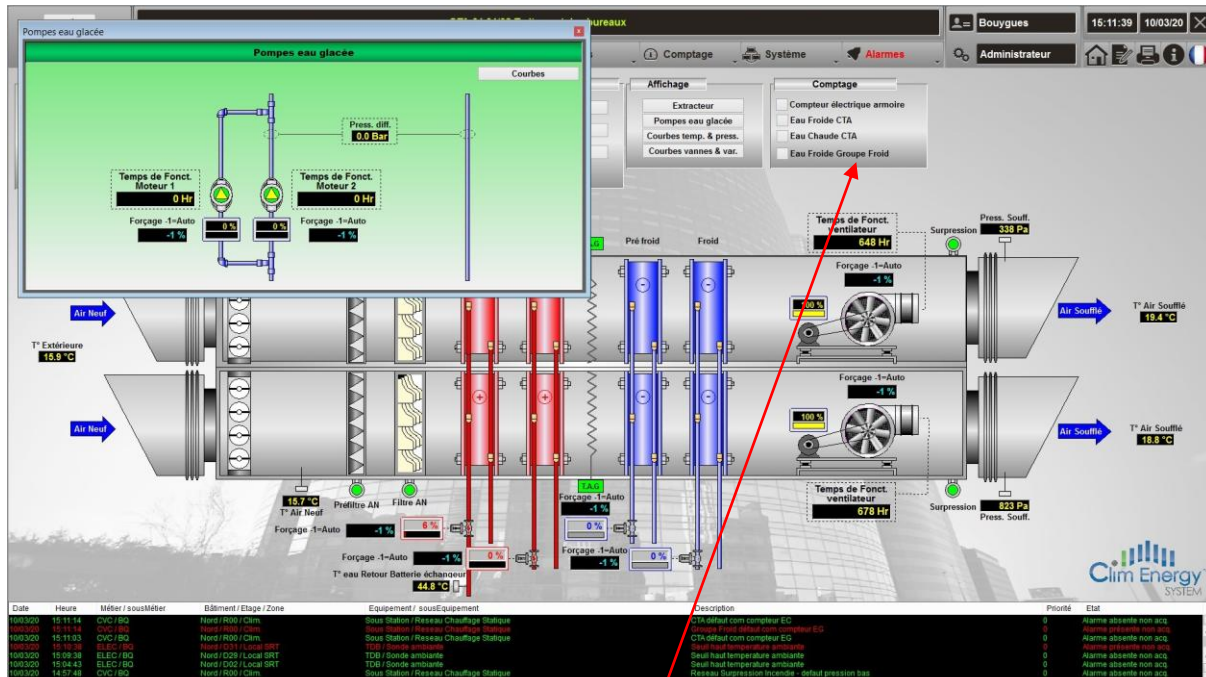 Pompes eau glacée
Pompes eau glacée
Courbes
Press. diff.
0.0 Bar
Temps de Fonct.
Moteur 1
0 Hr
Temps de Fonct.
Moteur 2
0 Hr
Forçage -1=Auto
-1 %
0 %
0 %
Forçage -1=Auto
-1 %
bureaux
Bouygues
15:11:39
10/03/20
Comptage
Système
Alarmes
Administrateur
Affichage
Extracteur
Pompes eau glacée
Courbes temp. & press.
Courbes vannes & var.
Comptage
Compteur électrique armoire
Eau Froide CTA
Eau Chaude CTA
Eau Froide Groupe Froid
Pré froid
Froid
Temps de Fonct.
ventilateur
648 Hr
Surpression
Press. Souff.
338 Pa
Forçage -1=Auto
-1 %
100 %
Air Neuf
Air Soufflé
T° Air Soufflé
19.4 °C
T° Extérieure
15.9 °C
Forçage -1=Auto
-1 %
100 %
Air Neuf
Air Soufflé
T° Air Soufflé
18.8 °C
15.7 °C
T° Air Neuf
Préfiltre AN
Filtre AN
T.A.G
Forçage -1=Auto
-1 %
Temps de Fonct.
ventilateur
678 Hr
Surpression
823 Pa
Press. Souff.
Forçage -1=Auto
-1 %
6 %
0 %
Forçage -1=Auto
-1 %
0 %
Forçage -1=Auto
-1 %
0 %
T° eau Retour Batterie échangeur
44.8 °C
Clim Energy
SYSTEM
Date Heure Métier / sousMétier Bâtiment / Etage / Zone Equipement / sousEquipement Description Priorité Etat
10/03/20 15:11:14 CVC / BQ Nord / R00 / Clim. Sous Station / Reseau Chauffage Statique CTA défaut com compteur EC 0 Alarme absente non acq.
10/03/20 15:11:14 CVC / BQ Nord / R00 / Clim. Sous Station / Reseau Chauffage Statique Groupe Froid défaut com compteur EG 0 Alarme présente non acq.
10/03/20 15:11:03 CVC / BQ Nord / R00 / Clim. Sous Station / Reseau Chauffage Statique CTA défaut com compteur EG 0 Alarme absente non acq.
10/03/20 15:10:38 ELEC / BQ Nord / D31 / Local SRT TDB / Sonde ambiante Seuil haut temperature ambiante 0 Alarme présente non acq.
10/03/20 15:09:38 ELEC / BQ Nord / D29 / Local SRT TDB / Sonde ambiante Seuil haut temperature ambiante 0 Alarme absente non acq.
10/03/20 15:04:43 ELEC / BQ Nord / D02 / Local SRT TDB / Sonde ambiante Seuil haut temperature ambiante 0 Alarme absente non acq.
10/03/20 14:57:48 CVC / BQ Nord / R00 / Clim. Sous Station / Reseau Chauffage Statique Reseau Surpression Incendie - defaut pression bas 0 Alarme absente non acq.